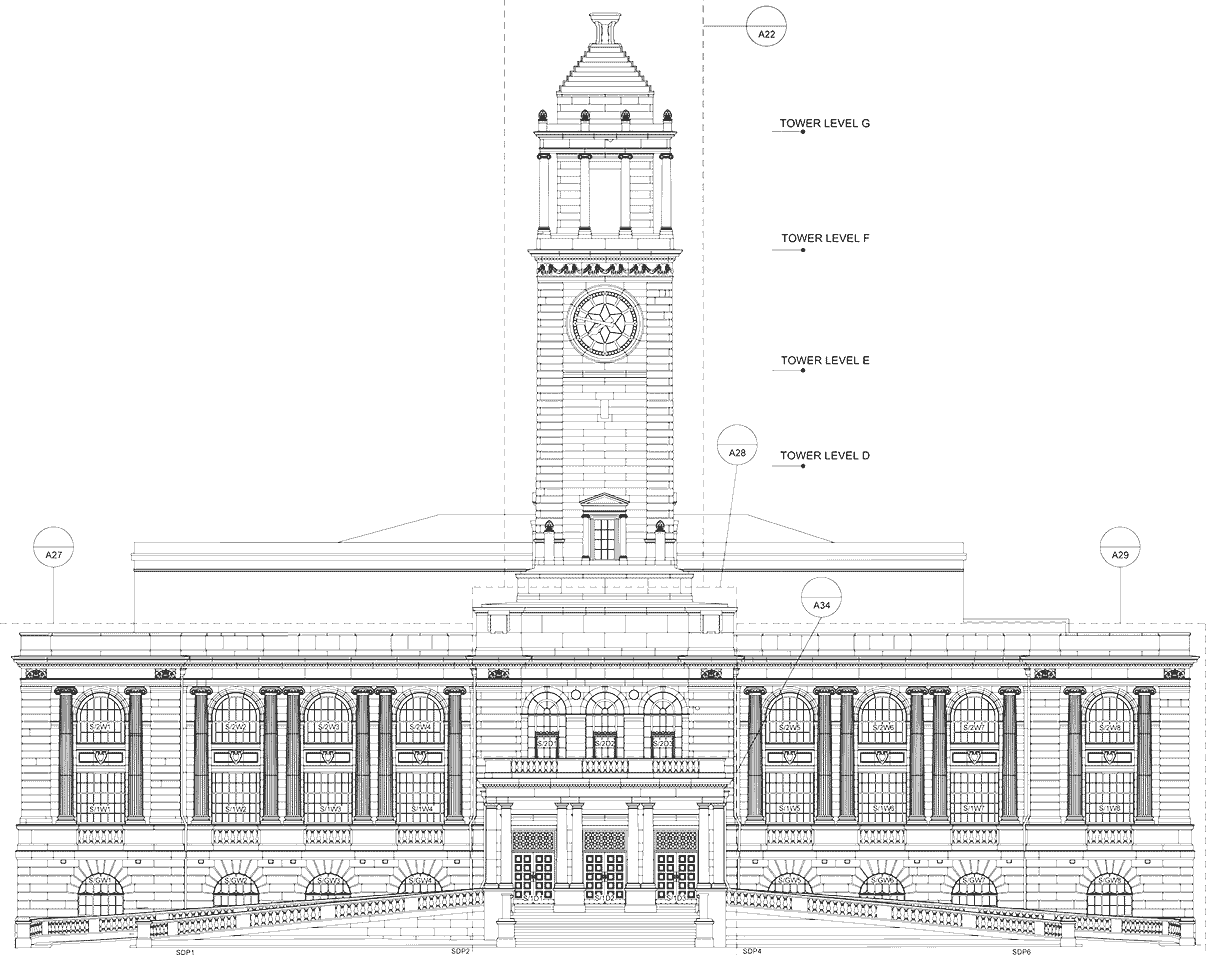 A22
TOWER LEVEL G
TOWER LEVEL F
TOWER LEVEL E
A28
TOWER LEVEL D
A27
A29
A34
S/2W1
S/2W2
S/2W3
S/2W4
S/2D1
S/2D2
S/2D3
S/2W5
S/2W6
S/2W7
S/2W8
S/1W1
S/1W2
S/1W3
S/1W4
S/1W5
S/1W6
S/1W7
S/1W8
S/GW1
S/GW2
S/GW3
S/GW4
S/GW5
S/GW6
S/GW7
S/GW8
S/1D1
S/1D2
S/1D3
SDP1
SDP2
SDP4
SDP6